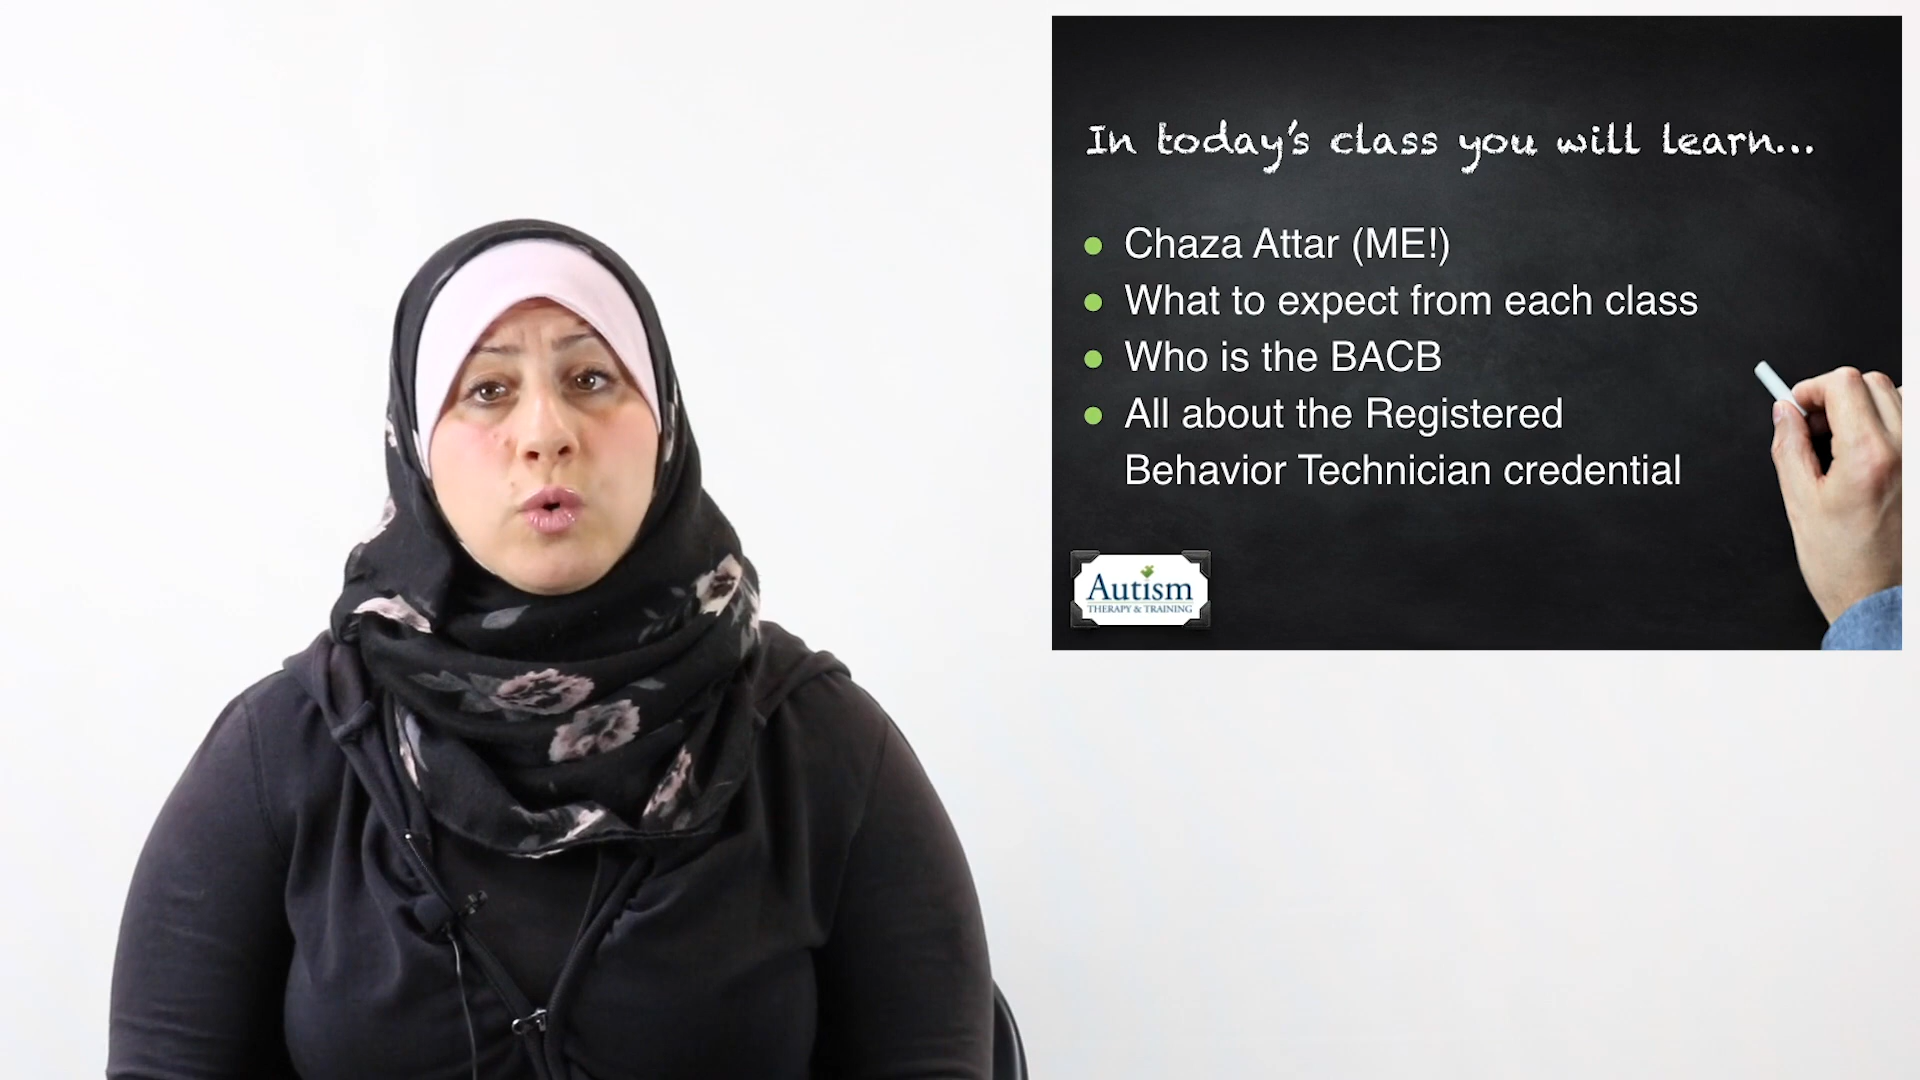 In today's class you will learn...
Chaza Attar (ME!)
What to expect from each class
Who is the BACB
All about the Registered
Behavior Technician credential
Autism
THERAPY & TRAINING